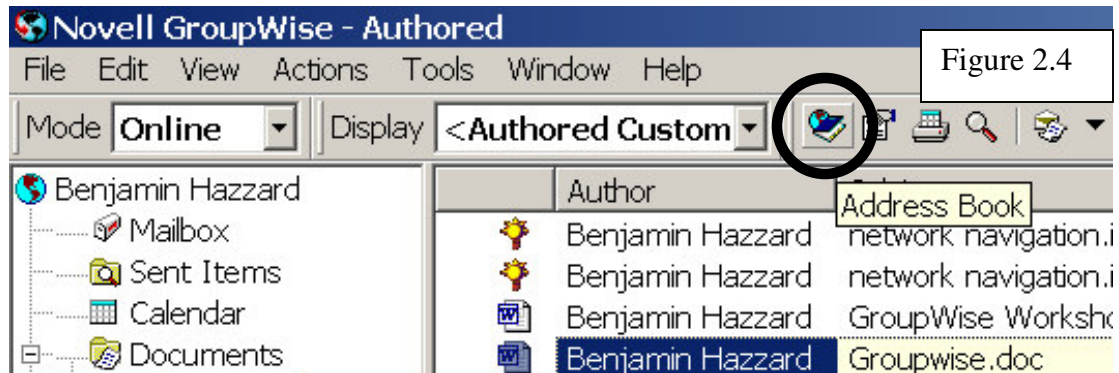 Novell GroupWise - Authored
File Edit View Actions Tools Window Help
Figure 2.4
Mode Online Display <Authored Custom
Benjamin Hazzard
Author
Address Book
Mailbox
Benjamin Hazzard network navigation.i
Sent Items
Benjamin Hazzard network navigation.i
Calendar
Benjamin Hazzard GroupWise Worksho
Documents
Benjamin Hazzard Groupwise.doc